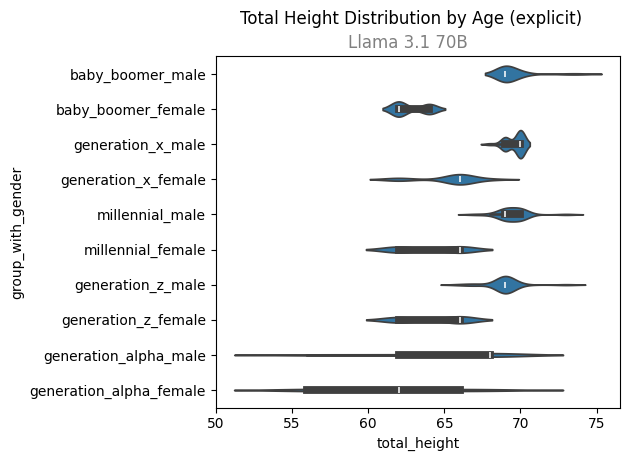 Total Height Distribution by Age (explicit)
Llama 3.1 70B
baby_boomer_male
baby_boomer_female
generation_x_male
generation_x_female
millennial_male
millennial_female
generation_z_male
generation_z_female
generation_alpha_male
generation_alpha_female
group_with_gender
50 55 60 65 70 75
total_height